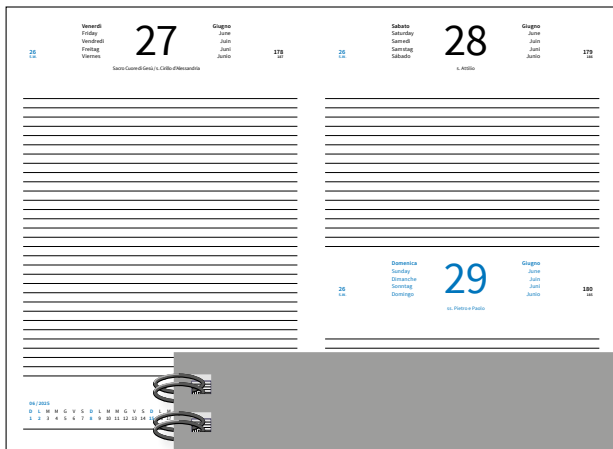 Venerdì Giugno
Friday June
26 Vendredi 27 Juin 178
S.W. Freitag Juni 187
Viernes Junio
Sacro Cuore di Gesù / s. Cirillo d'Alessandria
Sabato Giugno
Saturday June
26 Samedi 28 Juin 179
S.W. Samstag Juni 186
Sábado Junio
s. Attilio
Domenica Giugno
Sunday June
26 Dimanche 29 Juin 180
S.W. Sonntag Juni 185
Domingo Junio
ss. Pietro e Paolo
06/2025
D L M M G V S D L M M G V S D L M
1 2 3 4 5 6 7 8 9 10 11 12 13 14